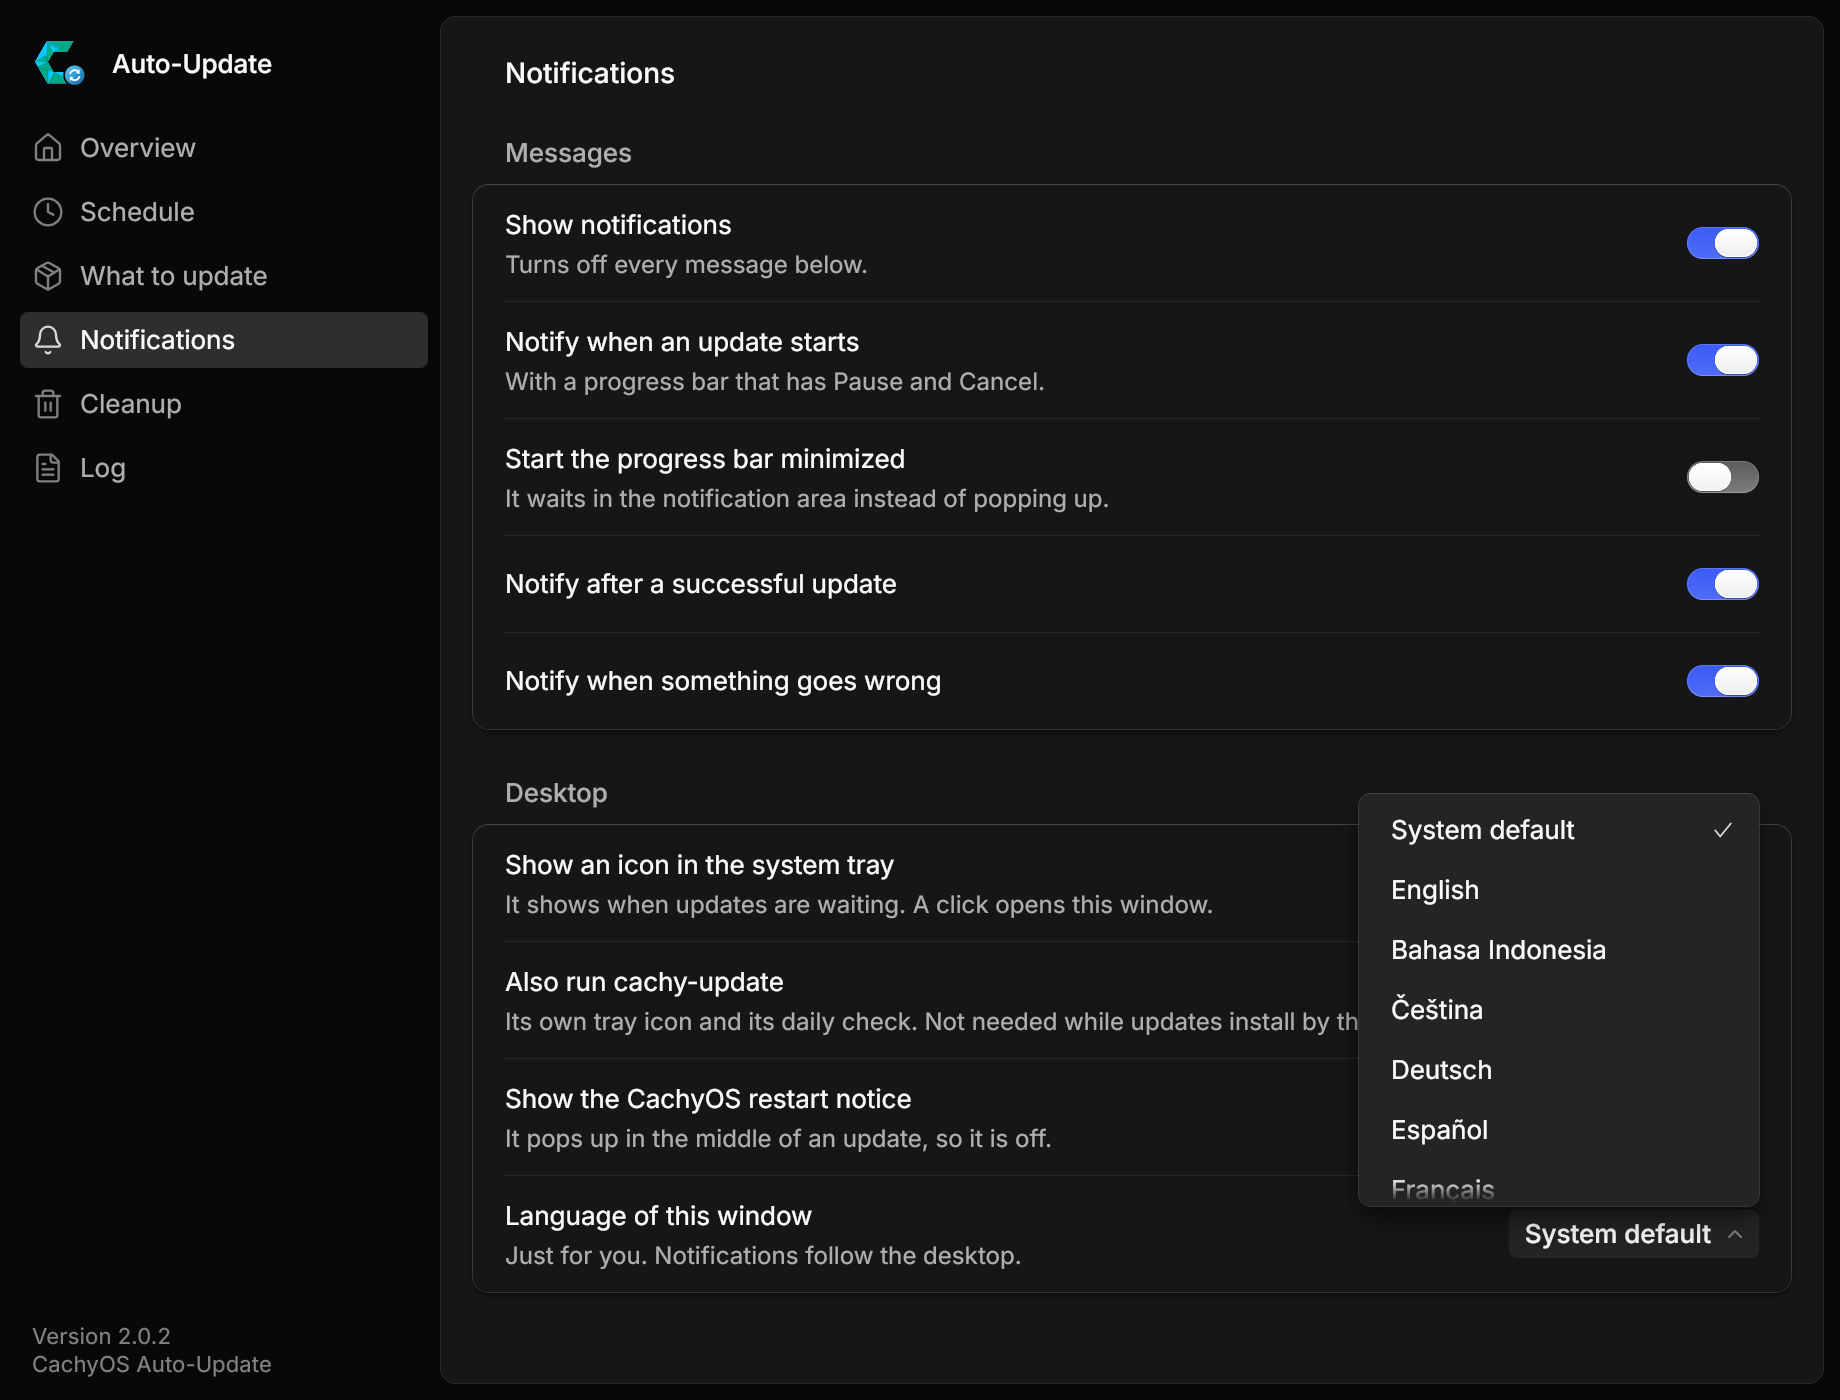 Auto-Update
Overview
Schedule
What to update
Notifications
Cleanup
Log
Version 2.0.2
CachyOS Auto-Update
Notifications
Messages
Show notifications
Turns off every message below.
Notify when an update starts
With a progress bar that has Pause and Cancel.
Start the progress bar minimized
It waits in the notification area instead of popping up.
Notify after a successful update
Notify when something goes wrong
Desktop
Show an icon in the system tray
It shows when updates are waiting. A click opens this window.
Also run cachy-update
Its own tray icon and its daily check. Not needed while updates install by th
Show the CachyOS restart notice
It pops up in the middle of an update, so it is off.
Language of this window
Just for you. Notifications follow the desktop.
System default
English
Bahasa Indonesia
Čeština
Deutsch
Español
Français
System default